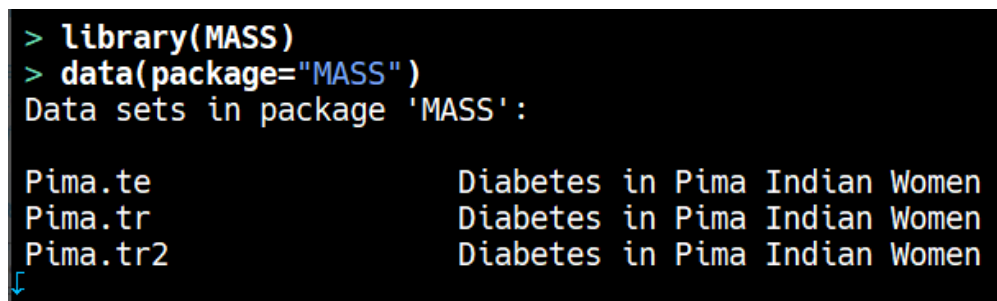 > library(MASS)
> data(package="MASS")
Data sets in package 'MASS':
Pima.te Diabetes in Pima Indian Women
Pima.tr Diabetes in Pima Indian Women
Pima.tr2 Diabetes in Pima Indian Women